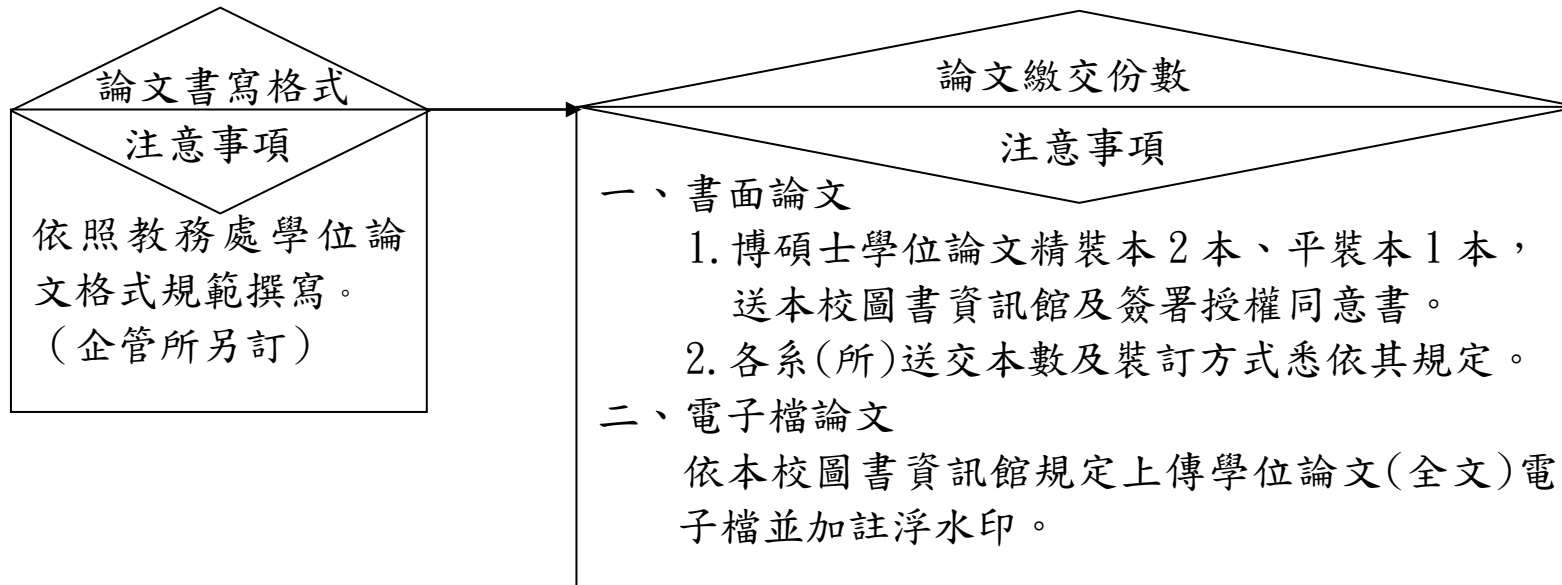 論文書寫格式
注意事項
依照教務處學位論
文格式規範撰寫。
（企管所另訂）
論文繳交份數
注意事項
一、書面論文
1.博碩士學位論文精裝本2本、平裝本1本，
送本校圖書資訊館及簽署授權同意書。
2.各系(所)送交本數及裝訂方式悉依其規定。
二、電子檔論文
依本校圖書資訊館規定上傳學位論文(全文)電
子檔並加註浮水印。